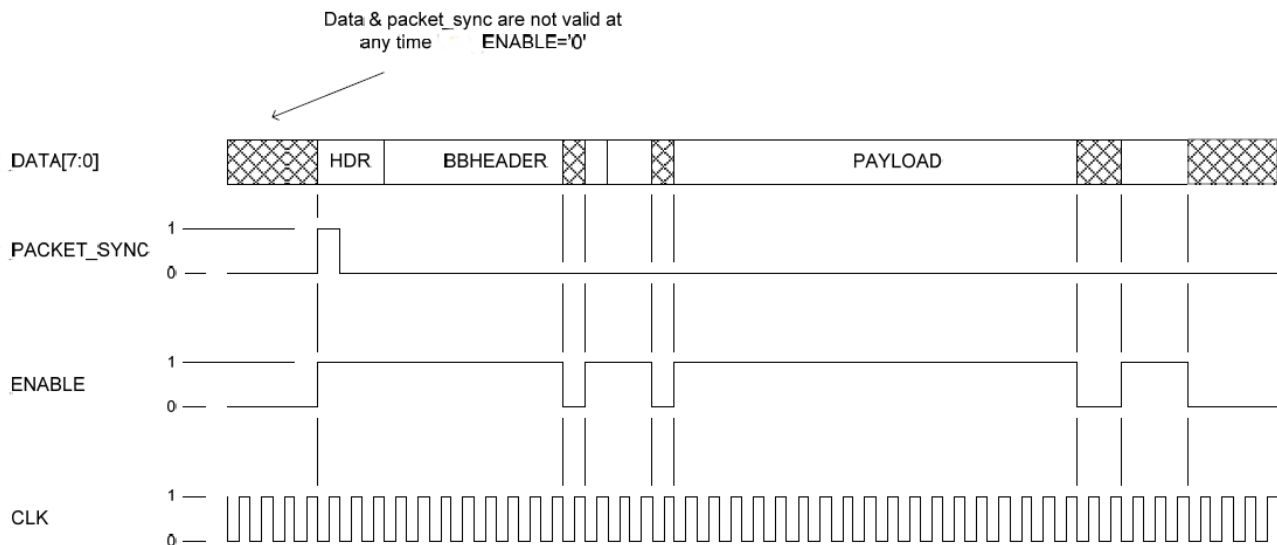 Data & packet_sync are not valid at
any time ENABLE='0'
DATA[7:0]
HDR
BBHEADER
PAYLOAD
1
PACKET_SYNC
0
1
ENABLE
0
1
CLK
0